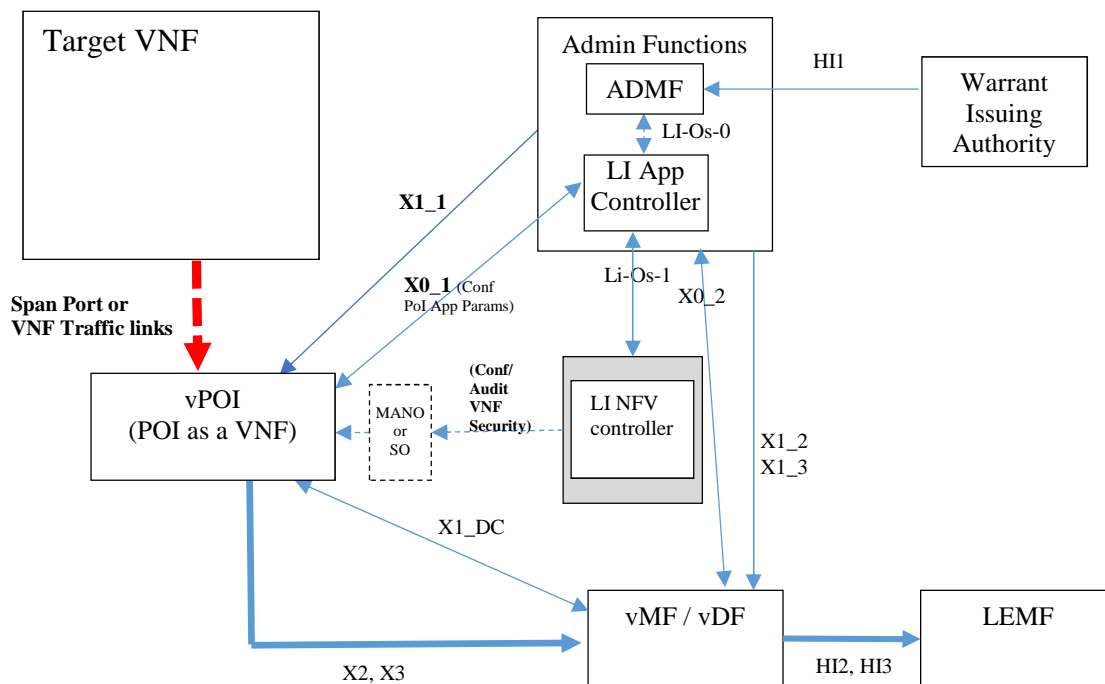 Target VNF
Admin Functions
ADMF
HI1
Warrant
Issuing
Authority
LI-Os-0
LI App
Controller
X1_1
Li-Os-1
X0_1 (Conf
PoI App Params)
X0_2
Span Port or
VNF Traffic links
vPOI
(POI as a VNF)
MANO
or
SO
(Conf/
Audit
VNF
Security)
LI NFV
controller
X1_2
X1_3
X1_DC
vMF / vDF
LEMF
X2, X3
HI2, HI3